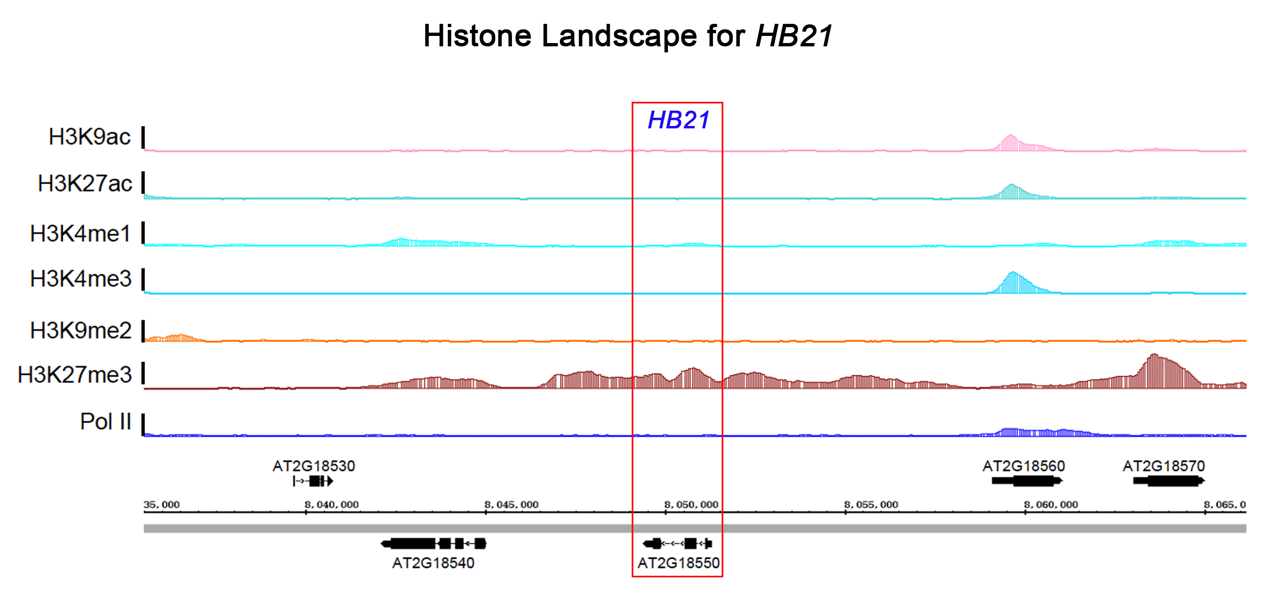 Histone Landscape for HB21
HB21
H3K9ac
H3K27ac
H3K4me1
H3K4me3
H3K9me2
H3K27me3
Pol II
AT2G18530
AT2G18560
AT2G18570
35,000
8,040,000
8,045,000
8,050,000
8,055,000
8,060,000
8,065,0
AT2G18540
AT2G18550